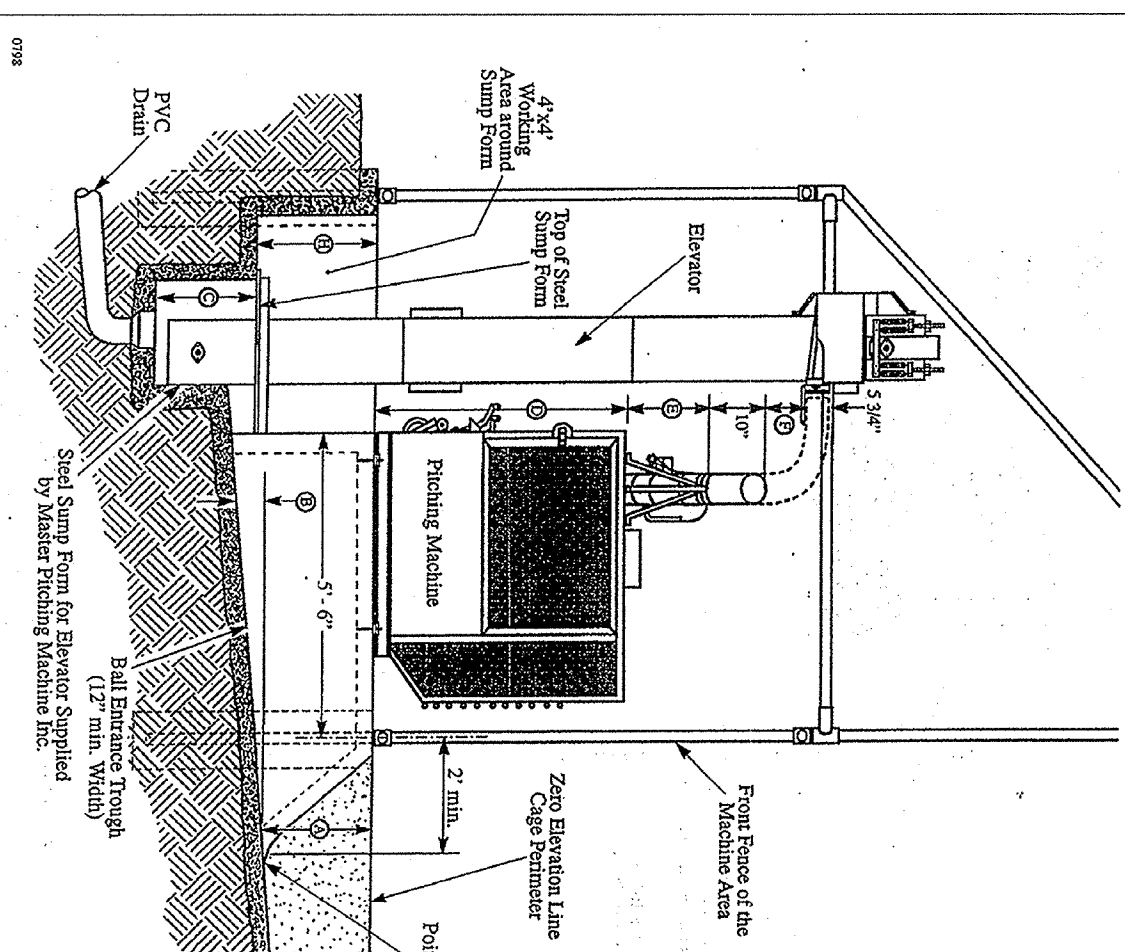 0798
Front Fence of the
Machine Area
Zero Elevation Line
Cage Perimeter
Elevator
4'x4'
Working
Area around
Sump Form
Top of Steel
Sump Form
PVC
Drain
5 3/4"
F
10"
E
D
H
C
Pitching Machine
B
5' - 6"
2' min.
A
Steel Sump Form for Elevator Supplied
by Master Pitching Machine Inc.
Ball Entrance Trough
(12" min. Width)